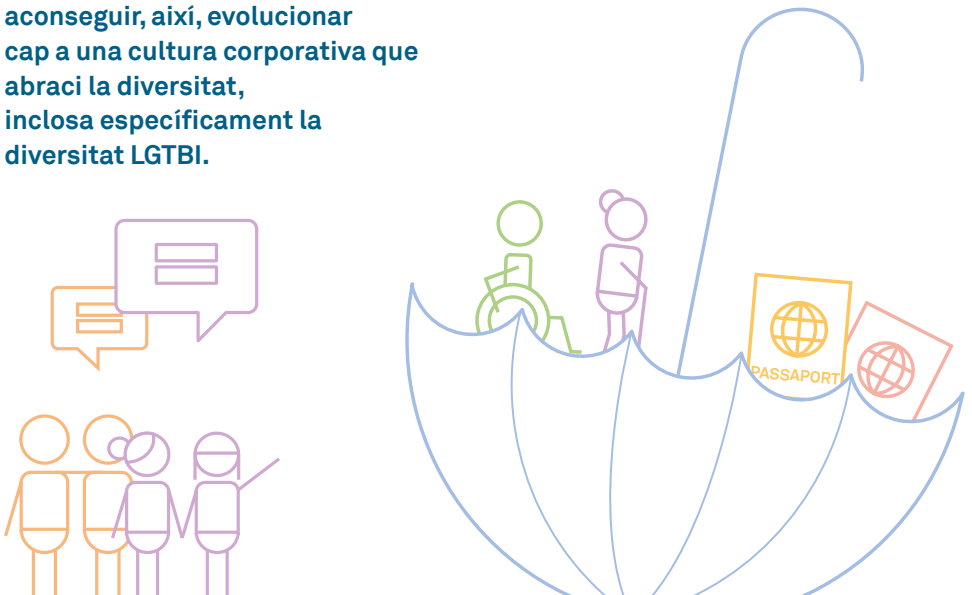 aconseguir, així, evolucionar
cap a una cultura corporativa que
abraci la diversitat,
inclosa específicament la
diversitat LGTBI.
PASSAPORT